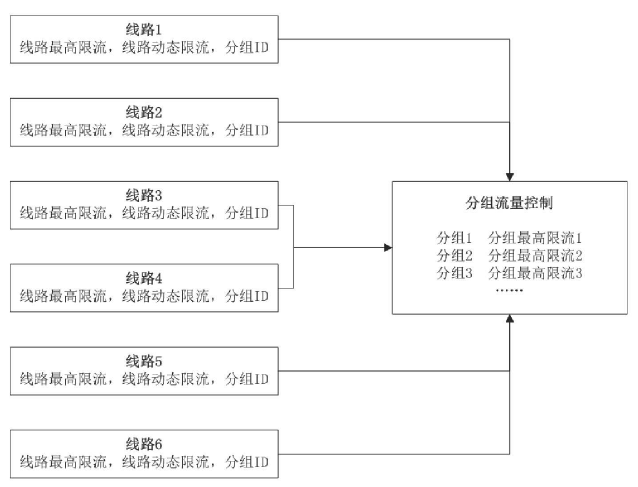 线路1
线路最高限流，线路动态限流，分组ID
线路2
线路最高限流，线路动态限流，分组ID
线路3
线路最高限流，线路动态限流，分组ID
线路4
线路最高限流，线路动态限流，分组ID
线路5
线路最高限流，线路动态限流，分组ID
线路6
线路最高限流，线路动态限流，分组ID
分组流量控制
分组1 分组最高限流1
分组2 分组最高限流2
分组3 分组最高限流3
……